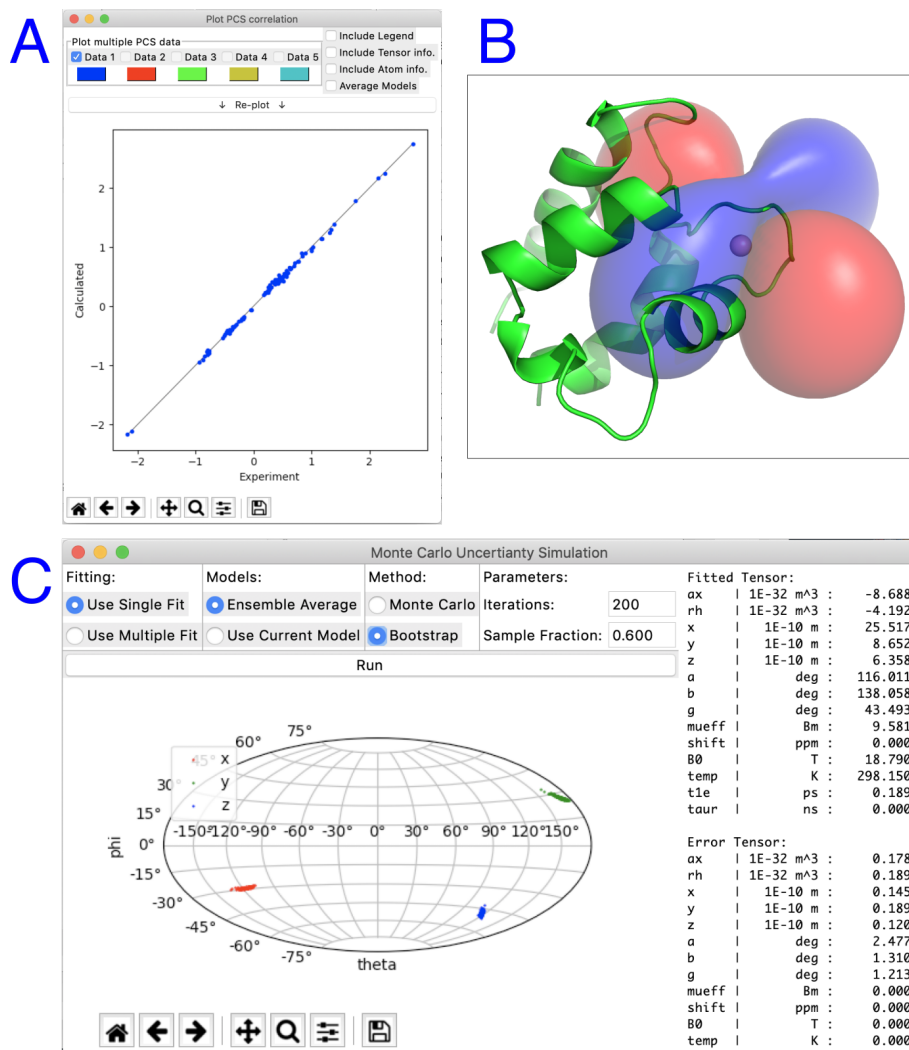 A
Plot PCS correlation
Plot multiple PCS data
Data 1 Data 2 Data 3 Data 4 Data 5
Include Legend
Include Tensor info.
Include Atom info.
Average Models
↓ Re-plot ↓
2
1
0
−1
−2
Calculated
−2 −1 0 1 2
Experiment
B
C
Monte Carlo Uncertianty Simulation
Fitting: Models: Method: Parameters:
Use Single Fit Ensemble Average Monte Carlo Iterations: 200
Use Multiple Fit Use Current Model Bootstrap Sample Fraction: 0.600
Run
x
y
z
75°
60°
45°
30°
15°
0°
-15°
-30°
-45°
-60°
-75°
-150°-120°-90° -60° -30° 0° 30° 60° 90° 120°150°
phi
theta
Fitted Tensor:
ax | 1E-32 m^3 : -8.688
rh | 1E-32 m^3 : -4.192
x | 1E-10 m : 25.517
y | 1E-10 m : 8.652
z | 1E-10 m : 6.358
a | deg : 116.011
b | deg : 138.058
g | deg : 43.493
mueff | Bm : 9.581
shift | ppm : 0.000
B0 | T : 18.790
temp | K : 298.150
t1e | ps : 0.189
taur | ns : 0.000
Error Tensor:
ax | 1E-32 m^3 : 0.178
rh | 1E-32 m^3 : 0.189
x | 1E-10 m : 0.145
y | 1E-10 m : 0.189
z | 1E-10 m : 0.120
a | deg : 2.477
b | deg : 1.310
g | deg : 1.213
mueff | Bm : 0.000
shift | ppm : 0.000
B0 | T : 0.000
temp | K : 0.000